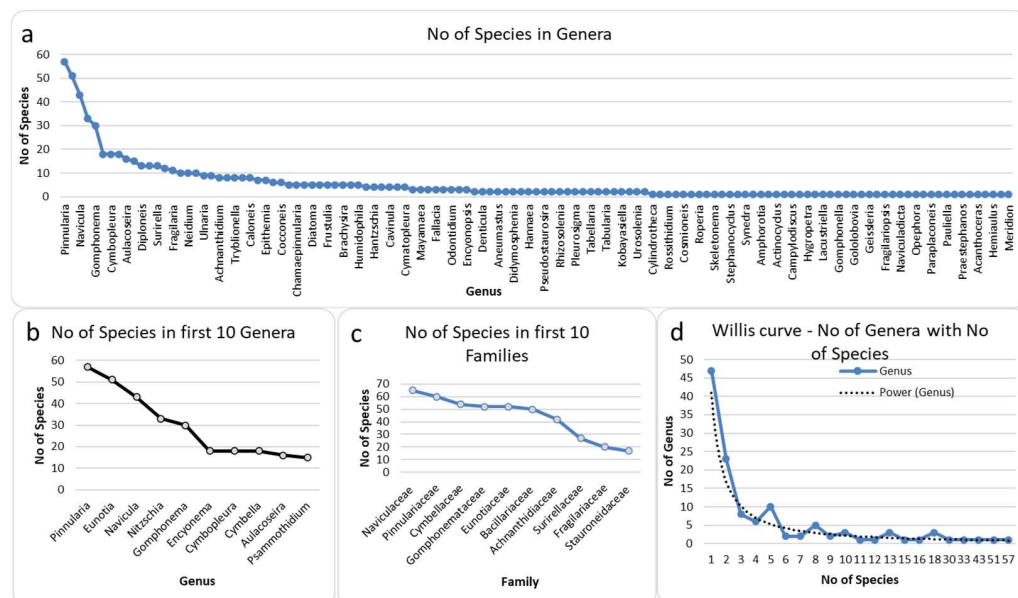 a
No of Species in Genera
60
50
40
30
20
10
0
No of Species
Pinnularia
Navicula
Gomphonema
Cymbopleura
Aulacoseira
Diploneis
Surirella
Fragilaria
Neidium
Ulnaria
Achnanthidium
Tryblionella
Caloneis
Epithemia
Cocconeis
Chamaepinnularia
Diatoma
Frustulia
Brachysira
Humidophila
Hantzschia
Cavinula
Cymatopleura
Mayamaea
Fallacia
Odontidium
Encyonopsis
Denticula
Aneumastus
Didymosphenia
Hannaea
Pseudostaurosira
Rhizosolenia
Pleurosigma
Tabellaria
Tabularia
Kobayasiella
Urosolenia
Cylindrotheca
Rossithidium
Cosmioneis
Roperia
Skeletonema
Stephanocyclus
Synedra
Amphorotia
Actinocyclus
Campylodiscus
Hygropetra
Lacustriella
Gomphonella
Gololobovia
Geissleria
Fragilariopsis
Naviculadicta
Opephora
Paraplaconeis
Pauliella
Praestephanos
Acanthoceras
Hemiaulus
Meridion
Genus
b
No of Species in first 10 Genera
60
50
40
30
20
10
0
No of Species
Pinnularia
Eunotia
Navicula
Nitzschia
Gomphonema
Encyonema
Cymbopleura
Cymbella
Aulacoseira
Psammothidium
Genus
c
No of Species in first 10
Families
70
60
50
40
30
20
10
0
No of Species
Naviculaceae
Pinnulariaceae
Cymbellaceae
Gomphonemataceae
Eunotiaceae
Bacillariaceae
Achnanthidiaceae
Surirellaceae
Fragilariaceae
Stauroneidaceae
Family
d
Willis curve - No of Genera with No
of Species
50
45
40
35
30
25
20
15
10
5
0
No of Genus
Genus
Power (Genus)
1 2 3 4 5 6 7 8 9 10 11 12 13 15 16 18 30 33 43 51 57
No of Species